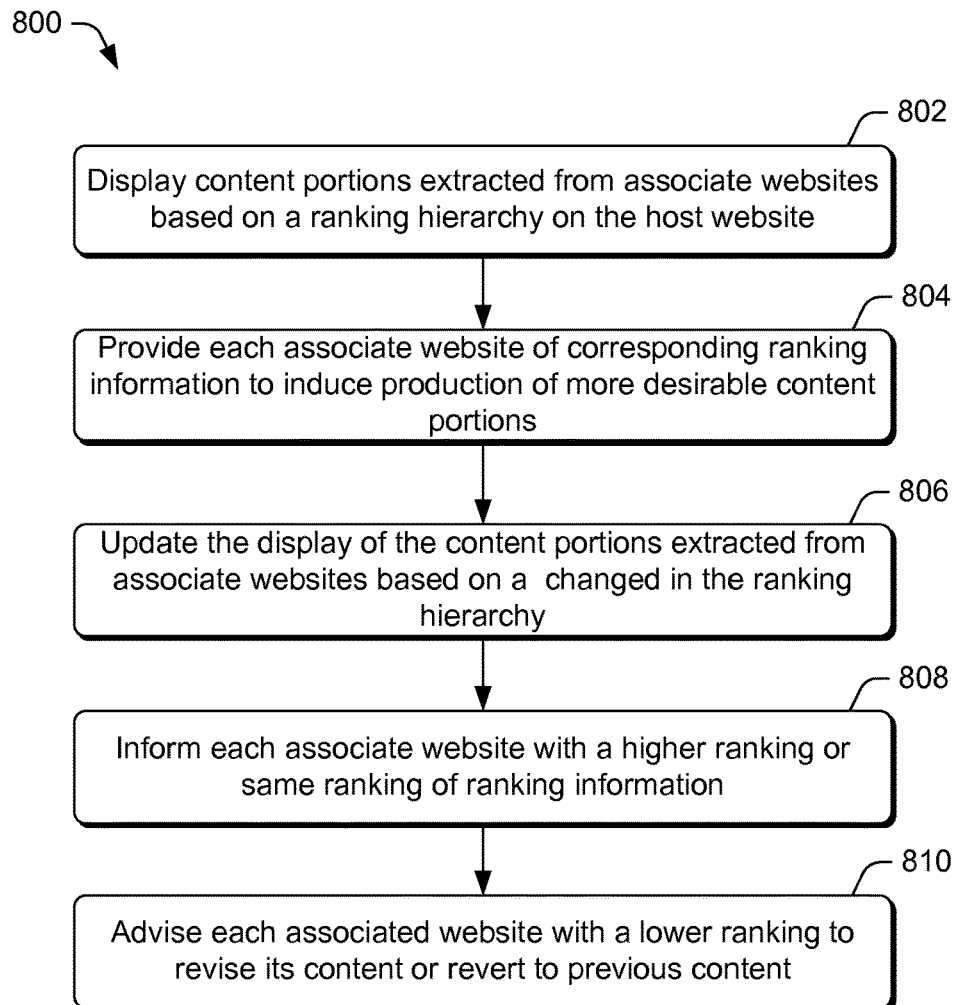 800
802
Display content portions extracted from associate websites
based on a ranking hierarchy on the host website
804
Provide each associate website of corresponding ranking
information to induce production of more desirable content
portions
806
Update the display of the content portions extracted from
associate websites based on a changed in the ranking
hierarchy
808
Inform each associate website with a higher ranking or
same ranking of ranking information
810
Advise each associated website with a lower ranking to
revise its content or revert to previous content